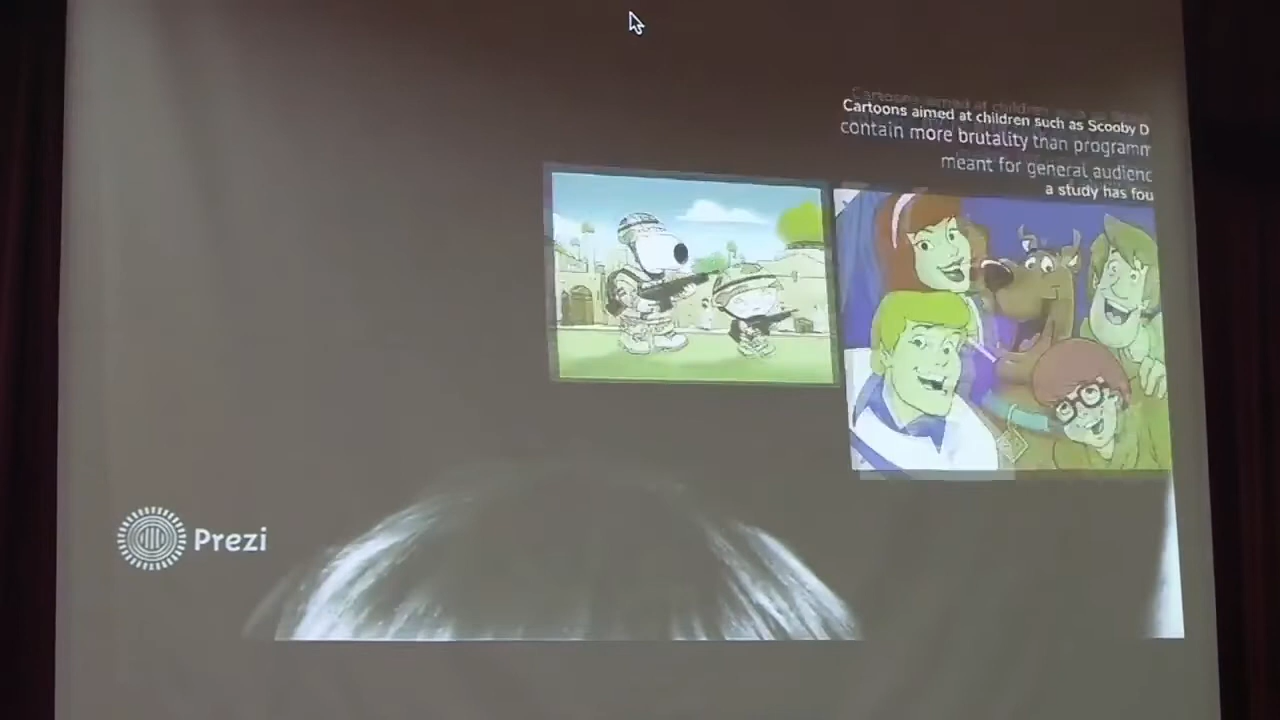 Cartoons aimed at children such as Scooby D
contain more brutality than programm
meant for general audienc
a study has fou
Prezi